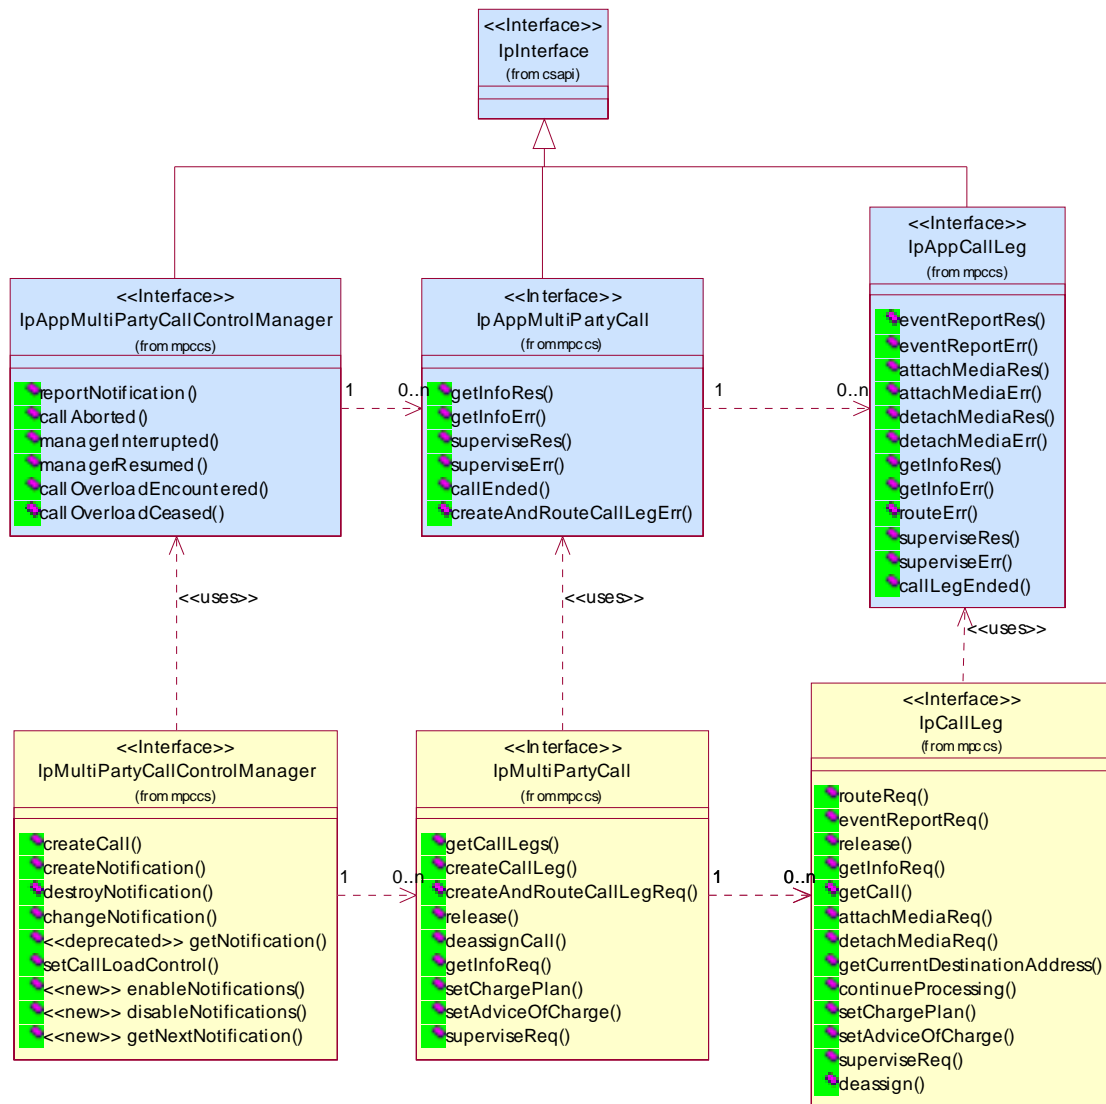 <<Interface>>
IpInterface
(from csapi)
<<Interface>>
IpAppCallLeg
(from mpccs)
eventReportRes()
eventReportErr()
attachMediaRes()
attachMediaErr()
detachMediaRes()
detachMediaErr()
getInfoRes()
getInfoErr()
routeErr()
superviseRes()
superviseErr()
callLegEnded()
<<Interface>>
IpAppMultiPartyCallControlManager
(from mpccs)
reportNotification()
callAborted()
managerInterrupted()
managerResumed()
callOverloadEncountered()
callOverloadCeased()
1
0..n
<<Interface>>
IpAppMultiPartyCall
(from mpccs)
getInfoRes()
getInfoErr()
superviseRes()
superviseErr()
callEnded()
createAndRouteCallLegErr()
1
0..n
<<uses>>
<<uses>>
<<uses>>
<<Interface>>
IpMultiPartyCallControlManager
(from mpccs)
createCall()
createNotification()
destroyNotification()
changeNotification()
<<deprecated>> getNotification()
setCallLoadControl()
<<new>> enableNotifications()
<<new>> disableNotifications()
<<new>> getNextNotification()
1
0..n
<<Interface>>
IpMultiPartyCall
(from mpccs)
getCallLegs()
createCallLeg()
createAndRouteCallLegReq()
release()
deassignCall()
getInfoReq()
setChargePlan()
setAdviceOfCharge()
superviseReq()
1
0..n
<<Interface>>
IpCallLeg
(from mpccs)
routeReq()
eventReportReq()
release()
getInfoReq()
getCall()
attachMediaReq()
detachMediaReq()
getCurrentDestinationAddress()
continueProcessing()
setChargePlan()
setAdviceOfCharge()
superviseReq()
deassign()